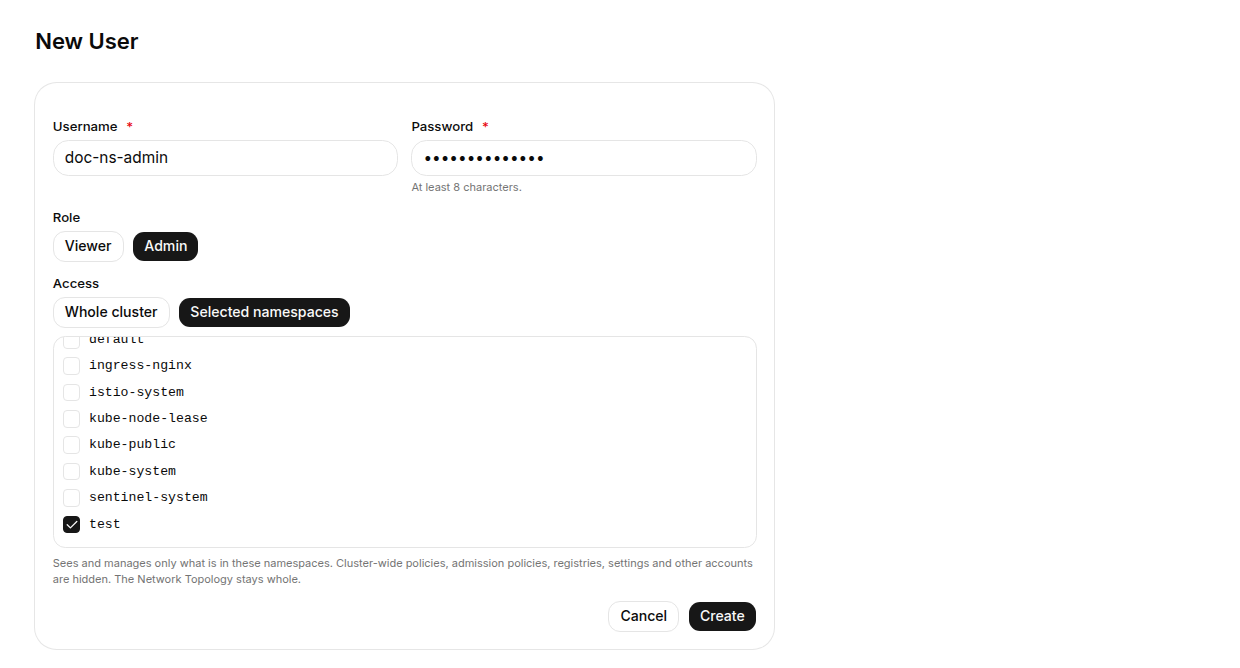 New User
Username *
Password *
doc-ns-admin
••••••••••••••
At least 8 characters.
Role
Viewer
Admin
Access
Whole cluster
Selected namespaces
default
ingress-nginx
istio-system
kube-node-lease
kube-public
kube-system
sentinel-system
test
Sees and manages only what is in these namespaces. Cluster-wide policies, admission policies, registries, settings and other accounts
are hidden. The Network Topology stays whole.
Cancel
Create